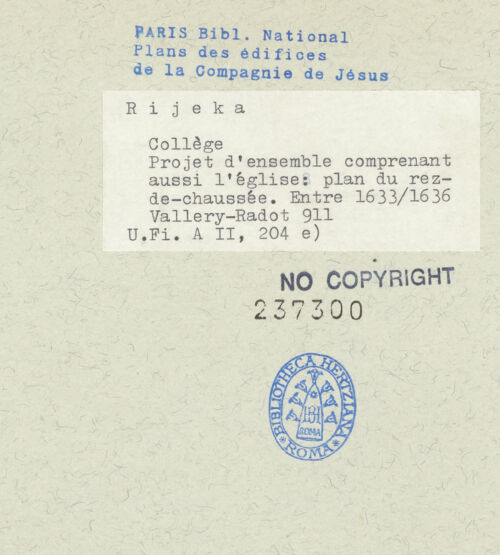 PARIS Bibl. National
Plans des édifices
de la Compagnie de Jésus
Rijeka
Collège
Projet d'ensemble comprenant
aussi l'église: plan du rez-
de-chaussée. Entre 1633/1636
Vallery-Radot 911
U.Fi. A II, 204 e)
NO COPYRIGHT
237300
BIBLIOTHECA HERTZIANA
ROMA
BH
ROMA